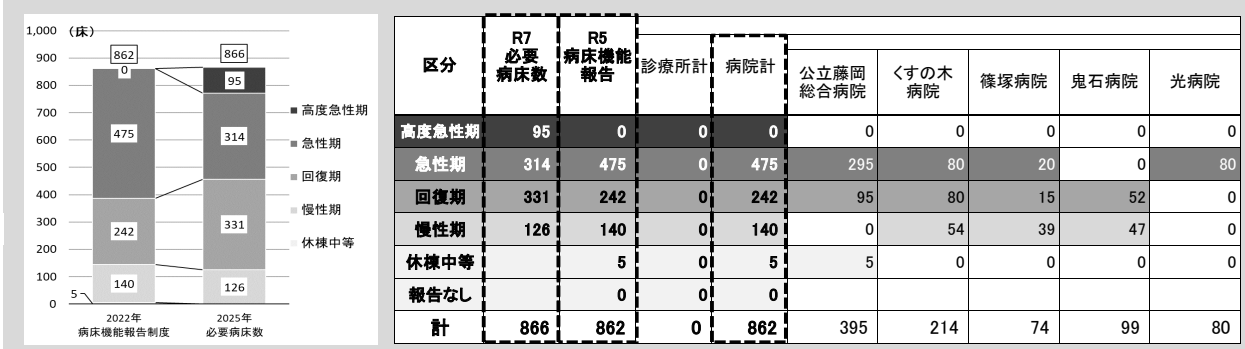 1,000 (床)
900
800
700
600
500
400
300
200
100
0
862
0
475
242
140
5
866
95
314
331
126
2022年
病床機能報告制度
2025年
必要病床数
高度急性期
急性期
回復期
慢性期
休棟中等
区分 R7 必要 病床数 R5 病床機能 報告 診療所計 病院計 公立藤岡 総合病院 くすの木 病院 篠塚病院 鬼石病院 光病院
高度急性期 95 0 0 0 0 0 0 0 0
急性期 314 475 0 475 295 80 20 0 80
回復期 331 242 0 242 95 80 15 52 0
慢性期 126 140 0 140 0 54 39 47 0
休棟中等 5 0 5 5 0 0 0 0
報告なし 0 0 0
計 866 862 0 862 395 214 74 99 80